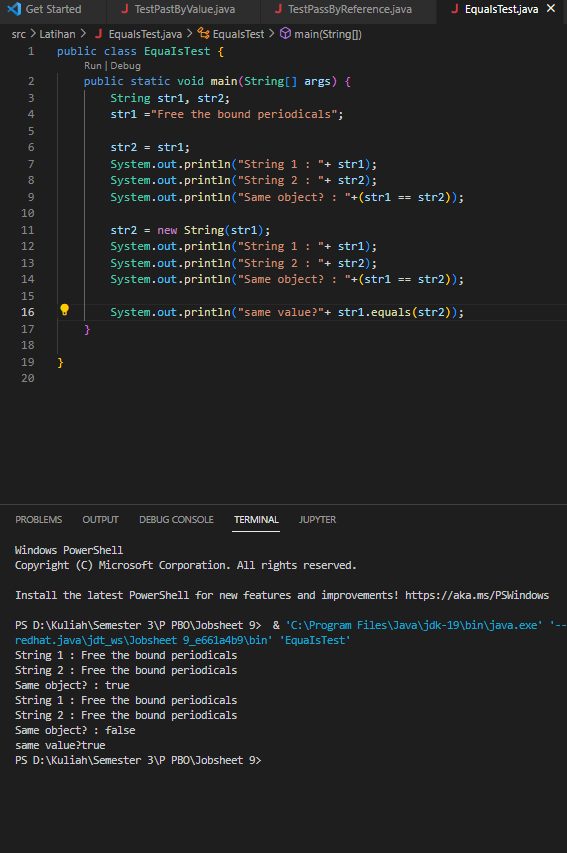 Get Started TestPastByValue.java TestPassByReference.java EqualsTest.java
src > Latihan > EqualsTest.java > EquaIsTest > main(String[])
1 public class EquaIsTest {
Run | Debug
2 public static void main(String[] args) {
3 String str1, str2;
4 str1 ="Free the bound periodicals";
5
6 str2 = str1;
7 System.out.println("String 1 : "+ str1);
8 System.out.println("String 2 : "+ str2);
9 System.out.println("Same object? : "+(str1 == str2));
10
11 str2 = new String(str1);
12 System.out.println("String 1 : "+ str1);
13 System.out.println("String 2 : "+ str2);
14 System.out.println("Same object? : "+(str1 == str2));
15
16 System.out.println("same value?"+ str1.equals(str2));
17 }
18
19 }
20
PROBLEMS OUTPUT DEBUG CONSOLE TERMINAL JUPYTER
Windows PowerShell
Copyright (C) Microsoft Corporation. All rights reserved.
Install the latest PowerShell for new features and improvements! https://aka.ms/PSWindows
PS D:\Kuliah\Semester 3\P PBO\Jobsheet 9> & 'C:\Program Files\Java\jdk-19\bin\java.exe' '--
redhat.java\jdt_ws\Jobsheet 9_e661a4b9\bin' 'EquaIsTest'
String 1 : Free the bound periodicals
String 2 : Free the bound periodicals
Same object? : true
String 1 : Free the bound periodicals
String 2 : Free the bound periodicals
Same object? : false
same value?true
PS D:\Kuliah\Semester 3\P PBO\Jobsheet 9>